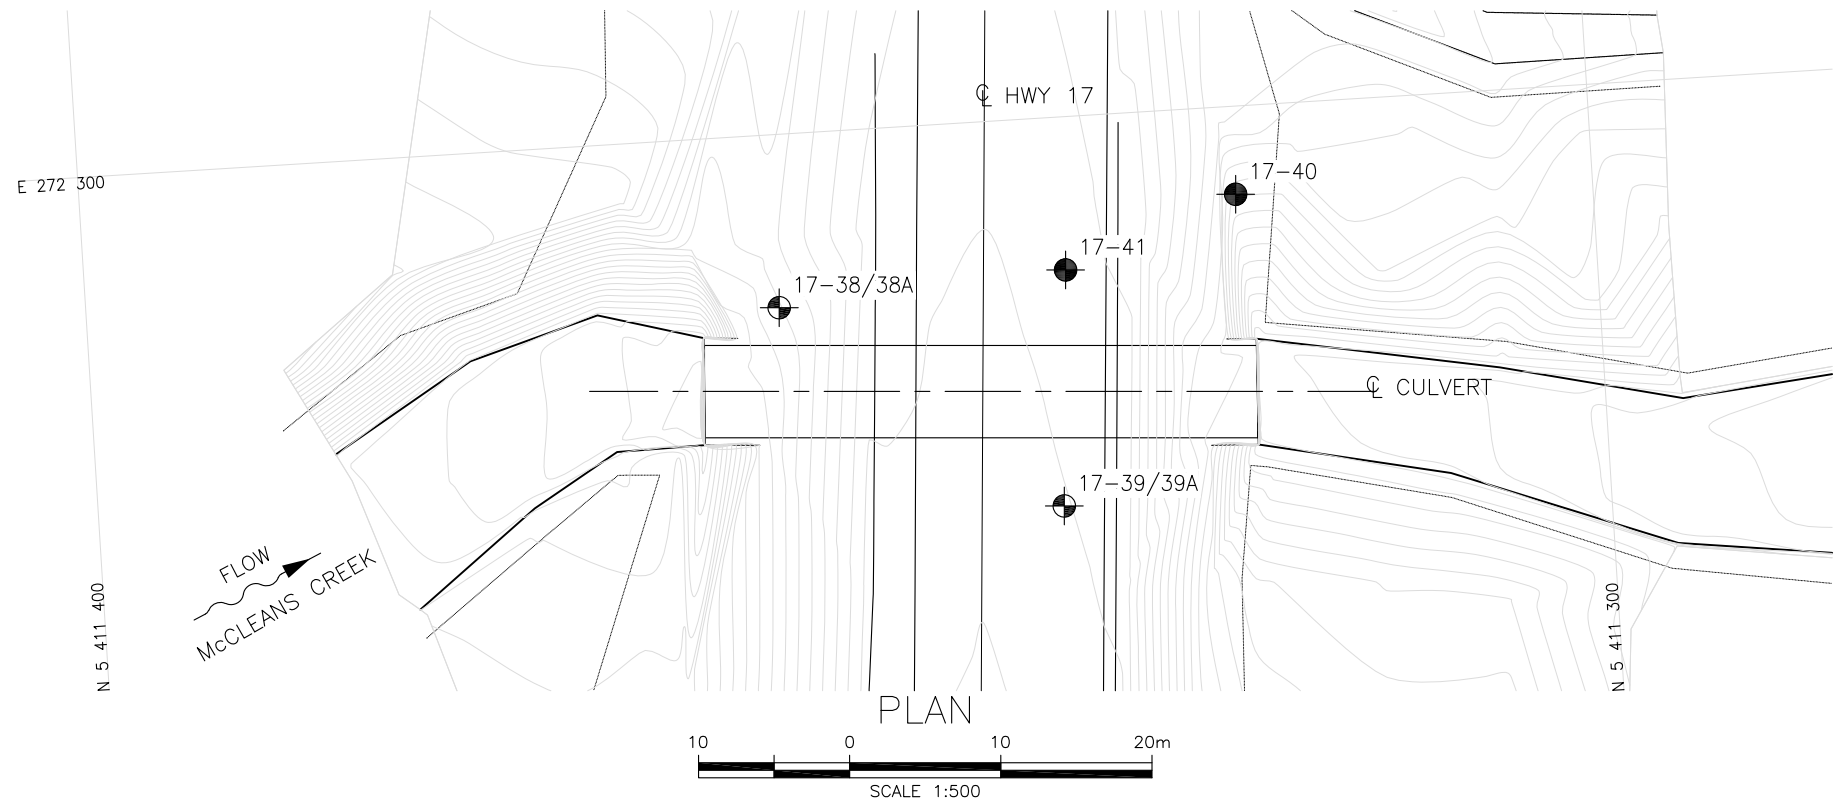 ℄ HWY 17
17-40
E 272 300
17-41
17-38/38A
℄ CULVERT
17-39/39A
FLOW
McCLEANS CREEK
N 5 411 400
N 5 411 300
PLAN
10 0 10 20m
SCALE 1:500